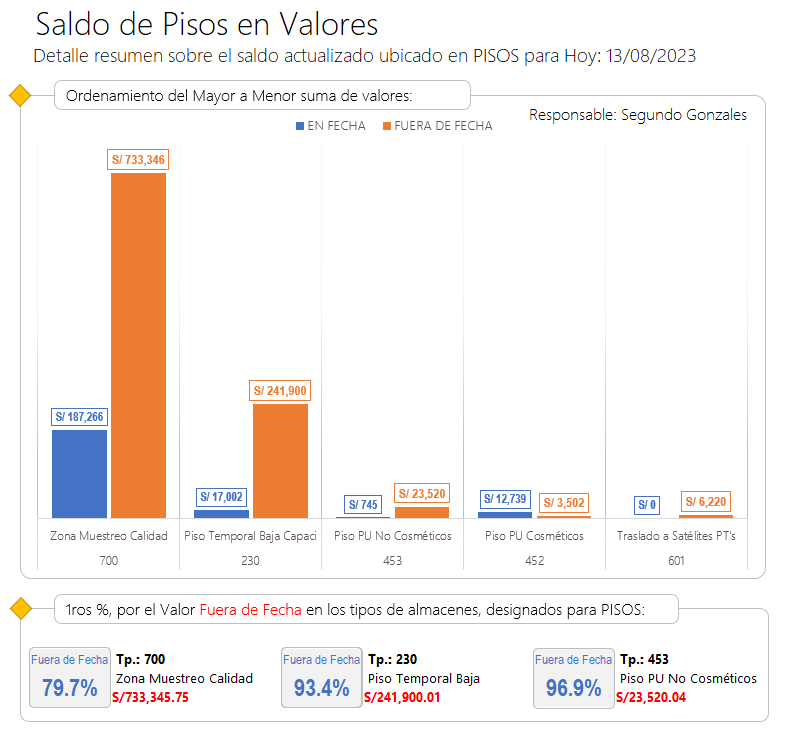 Saldo de Pisos en Valores
Detalle resumen sobre el saldo actualizado ubicado en PISOS para Hoy: 13/08/2023
Ordenamiento del Mayor a Menor suma de valores:
Responsable: Segundo Gonzales
EN FECHA FUERA DE FECHA
S/ 733,346
S/ 241,900
S/ 187,266
S/ 17,002
S/ 745
S/ 23,520
S/ 12,739
S/ 3,502
S/ 0
S/ 6,220
Zona Muestreo Calidad Piso Temporal Baja Capaci Piso PU No Cosméticos Piso PU Cosméticos Traslado a Satélites PT's
700 230 453 452 601
1ros %, por el Valor Fuera de Fecha en los tipos de almacenes, designados para PISOS:
Fuera de Fecha
79.7%
Tp.: 700
Zona Muestreo Calidad
S/733,345.75
Fuera de Fecha
93.4%
Tp.: 230
Piso Temporal Baja
S/241,900.01
Fuera de Fecha
96.9%
Tp.: 453
Piso PU No Cosméticos
S/23,520.04